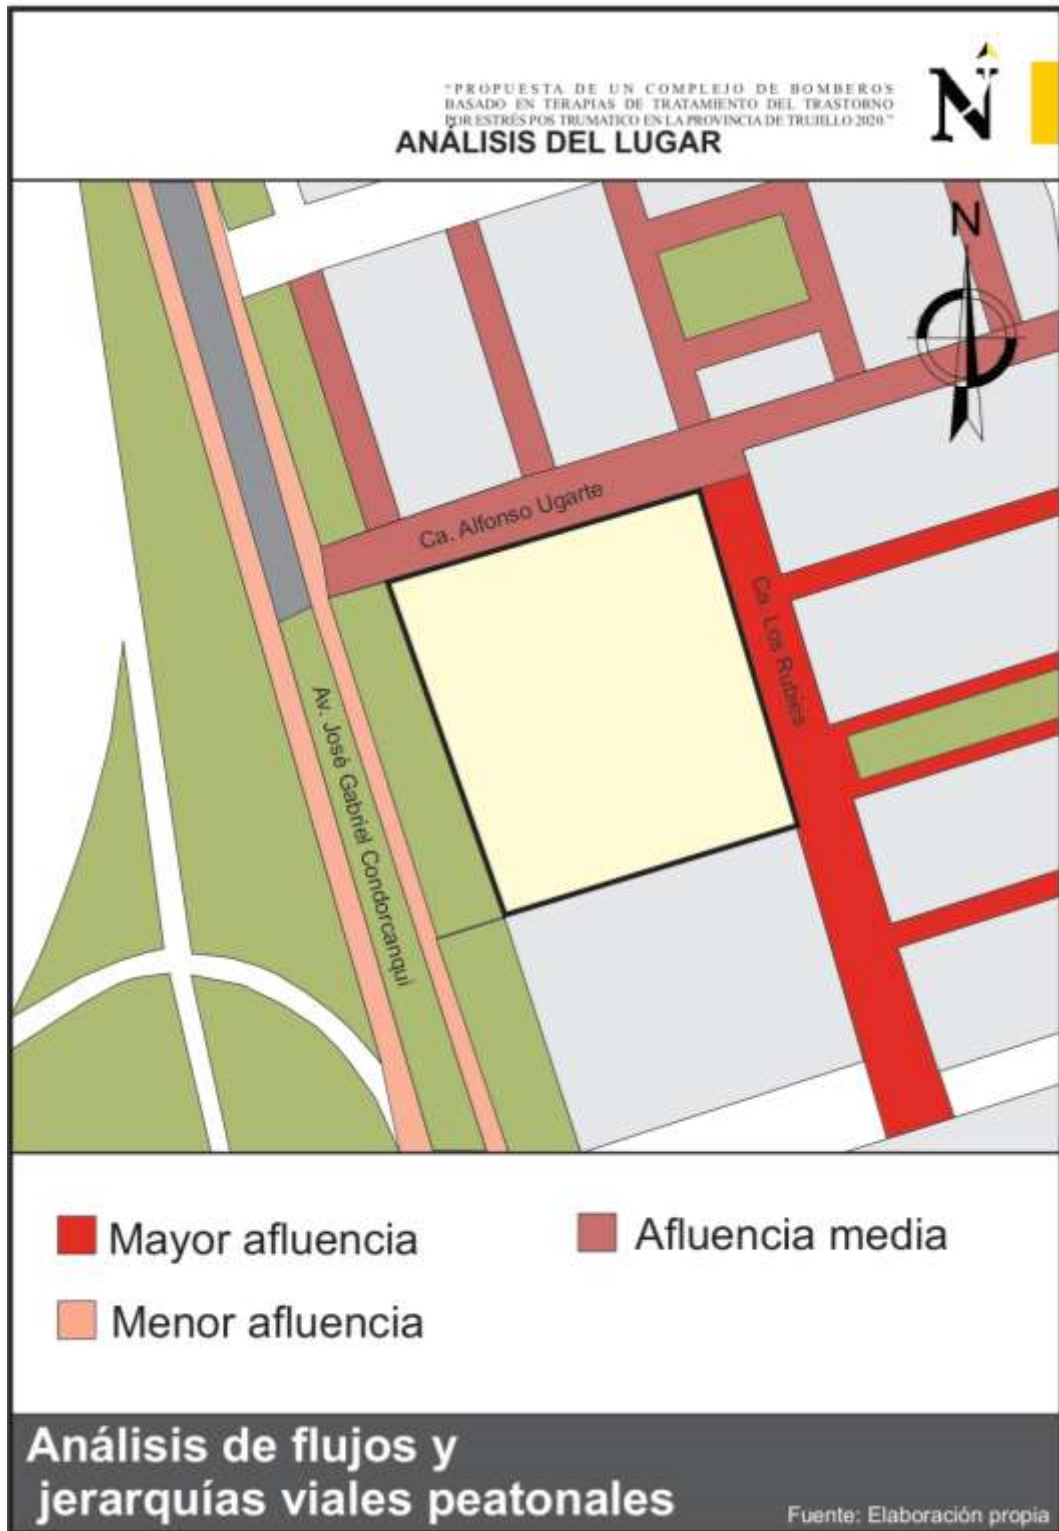 “PROPUESTA DE UN COMPLEJO DE BOMBEROS
BASADO EN TERAPIAS DE TRATAMIENTO DEL TRASTORNO
POR ESTRÉS POS TRUMATICO EN LA PROVINCIA DE TRUJILLO 2020.”
ANÁLISIS DEL LUGAR
N
N
Ca. Alfonso Ugarte
Ca. Los Rubíes
Av. José Gabriel Condorcanqui
Mayor afluencia
Afluencia media
Menor afluencia
Análisis de flujos y
jerarquías viales peatonales
Fuente: Elaboración propia